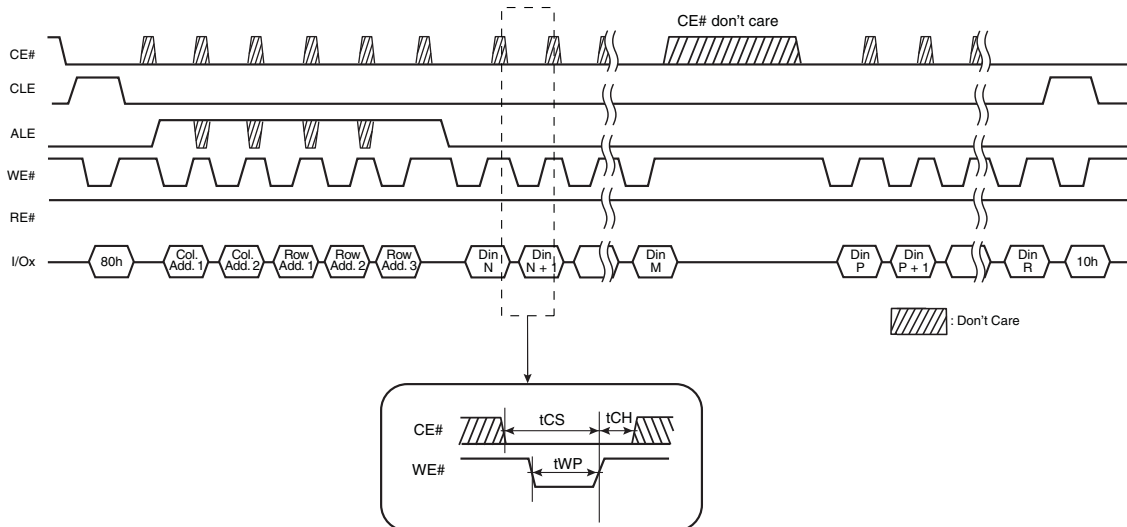 CE# don't care
CE#
CLE
ALE
WE#
RE#
I/Ox
80h
Col.
Add. 1
Col.
Add. 2
Row
Add. 1
Row
Add. 2
Row
Add. 3
Din
N
Din
N + 1
Din
M
Din
P
Din
P + 1
Din
R
10h
: Don't Care
CE#
tCS
tCH
WE#
tWP